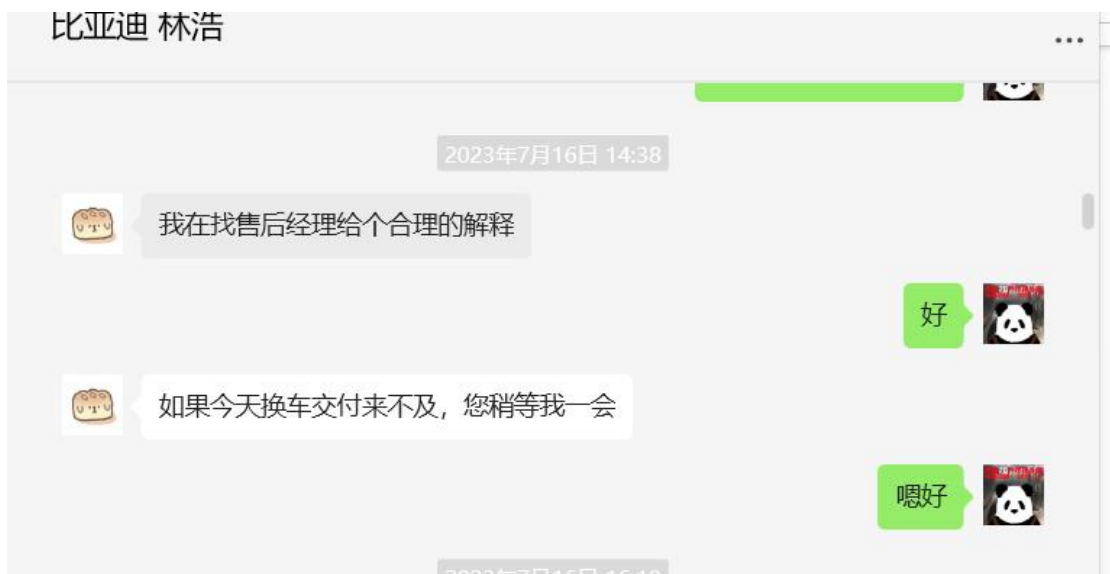 比亚迪 林浩
2023年7月16日 14:38
我在找售后经理给个合理的解释
好
如果今天换车交付来不及，您稍等我一会
嗯好